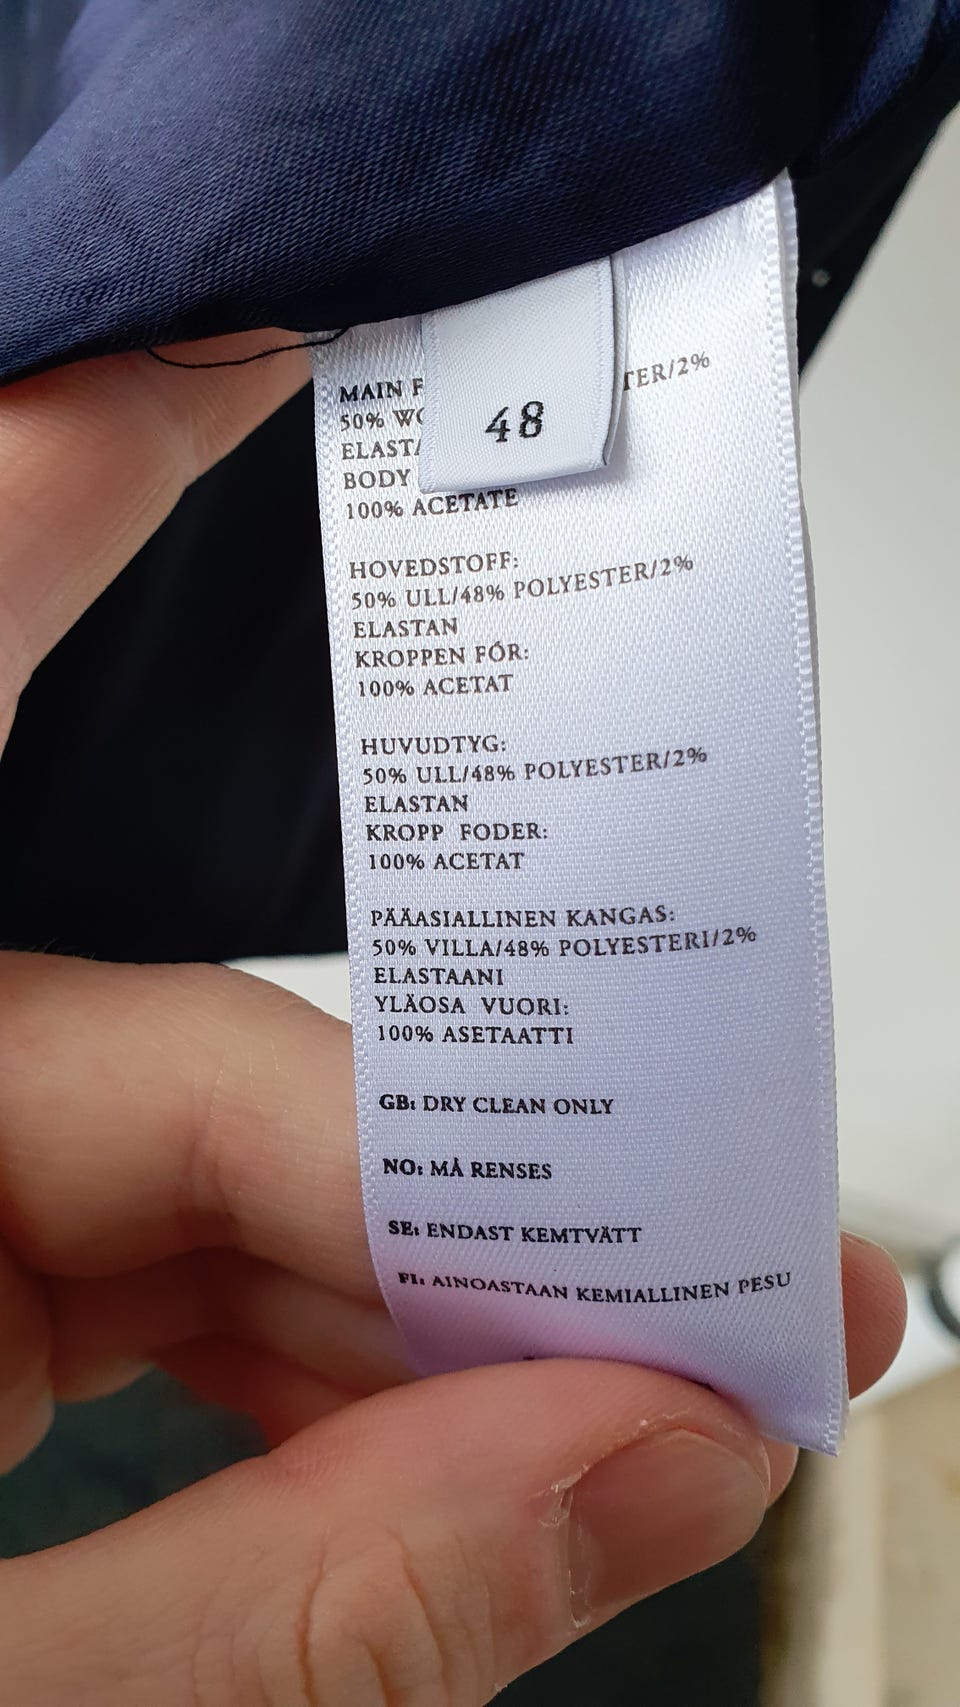 48
MAIN
50%
TER/2%
BODY
100% ACETATE
HOVEDSTOFF:
50% ULL/48% POLYESTER/2%
ELASTAN
KROPPEN FÓR:
100% ACETAT
HUVUDTYG:
50% ULL/48% POLYESTER/2%
ELASTAN
KROPP FODER:
100% ACETAT
PÄÄASIALLINEN KANGAS:
50% VILLA/48% POLYESTERI/2%
ELASTAANI
YLÄOSA VUORI:
100% ASETAATTI
GB: DRY CLEAN ONLY
NO: MÅ RENSES
SE: ENDAST KEMTVÄTT
FI: AINOASTAAN KEMIALLINEN PESU